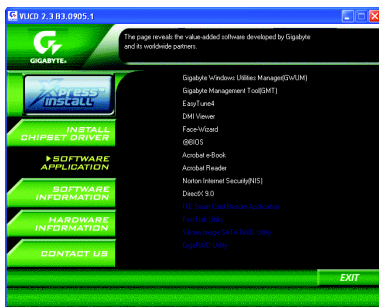 VUCD 2.3 B3.0905.1
GIGABYTE
The page reveals the value-added software developed by Gigabyte
and its worldwide partners.
Xpress
INSTALL
INSTALL
CHIPSET DRIVER
SOFTWARE
APPLICATION
SOFTWARE
INFORMATION
HARDWARE
INFORMATION
CONTACT US
Gigabyte Windows Utilities Manager(GWUM)
Gigabyte Management Tool(GMT)
EasyTune4
DMI Viewer
Face-Wizard
@BIOS
Acrobat e-Book
Acrobat Reader
Norton Internet Security(NIS)
DirectX 9.0
Utility
EXIT